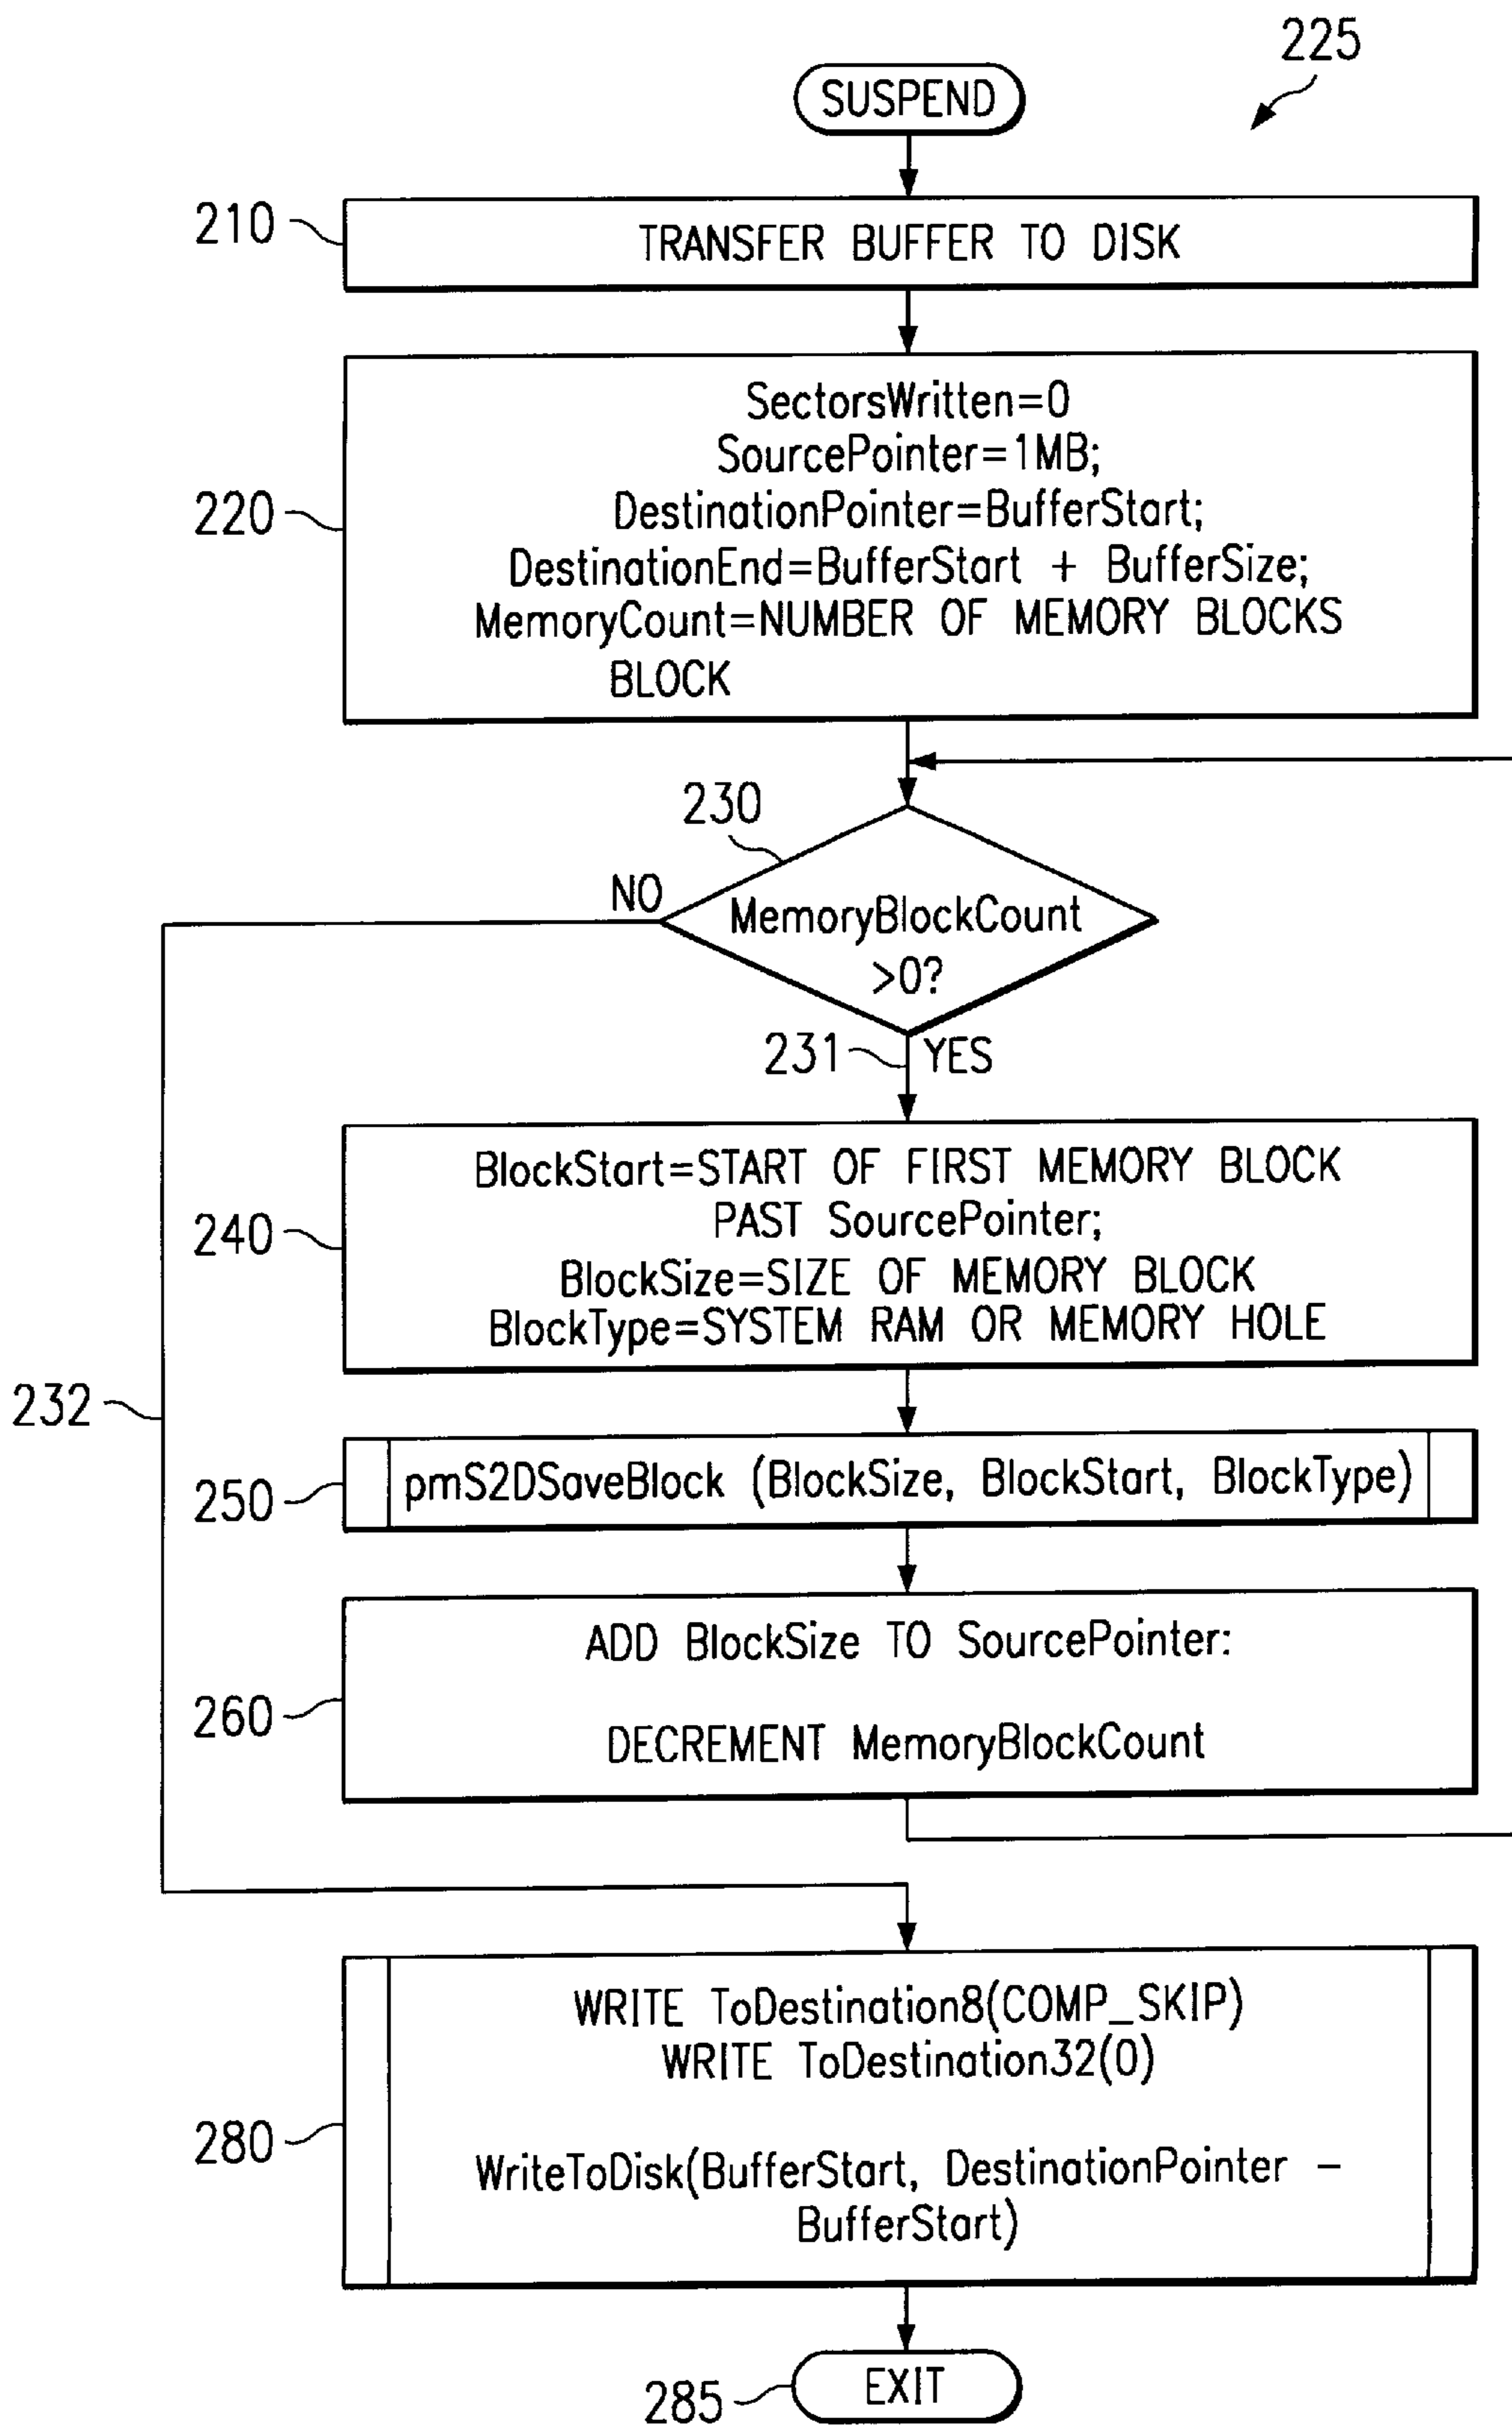 225
SUSPEND
210
TRANSFER BUFFER TO DISK
220
SectorsWritten=0
SourcePointer=1MB;
DestinationPointer=BufferStart;
DestinationEnd=BufferStart + BufferSize;
MemoryCount=NUMBER OF MEMORY BLOCKS
BLOCK
230
NO
MemoryBlockCount
>0?
231
YES
240
BlockStart=START OF FIRST MEMORY BLOCK
PAST SourcePointer;
BlockSize=SIZE OF MEMORY BLOCK
BlockType=SYSTEM RAM OR MEMORY HOLE
232
250
pmS2DSaveBlock (BlockSize, BlockStart, BlockType)
260
ADD BlockSize TO SourcePointer:
DECREMENT MemoryBlockCount
280
WRITE ToDestination8(COMP_SKIP)
WRITE ToDestination32(0)
WriteToDisk(BufferStart, DestinationPointer –
BufferStart)
285
EXIT